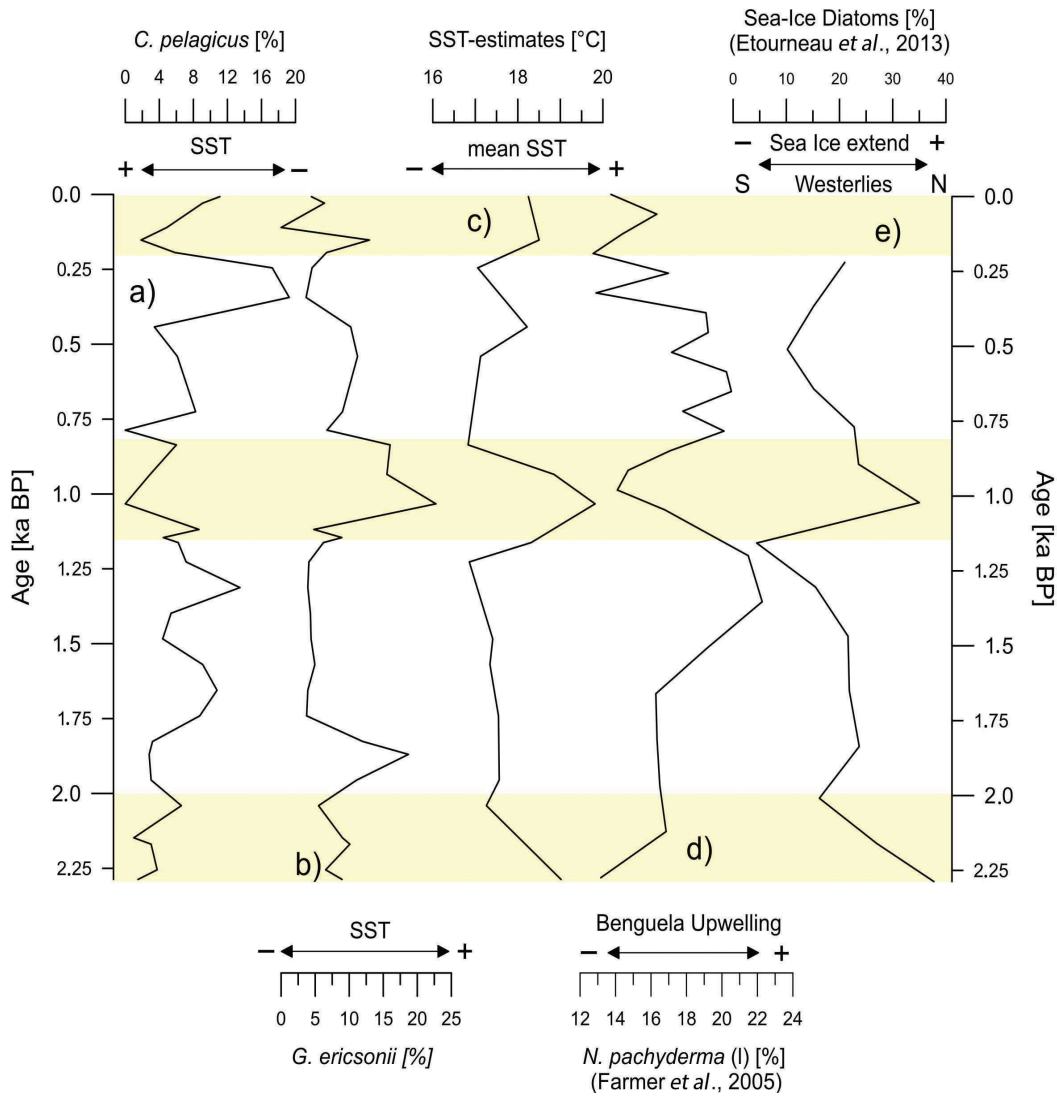 C. pelagicus [%]
0 4 8 12 16 20
SST
+ −
SST-estimates [°C]
16 18 20
mean SST
− +
Sea-Ice Diatoms [%]
(Etourneau et al., 2013)
0 10 20 30 40
− Sea Ice extend +
S Westerlies N
0.0
0.25
0.5
0.75
1.0
1.25
1.5
1.75
2.0
2.25
Age [ka BP]
a)
b)
c)
d)
e)
0.0
0.25
0.5
0.75
1.0
1.25
1.5
1.75
2.0
2.25
Age [ka BP]
SST
− +
0 5 10 15 20 25
G. ericsonii [%]
Benguela Upwelling
− +
12 14 16 18 20 22 24
N. pachyderma (l) [%]
(Farmer et al., 2005)